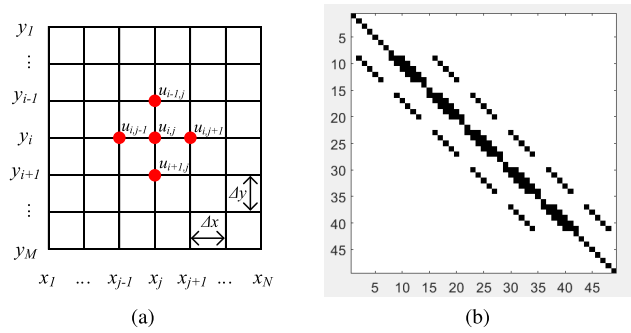 y1
⋮
yi-1
yi
yi+1
⋮
yM
ui-1,j
ui,j-1 ui,j ui,j+1
ui+1,j
Δy
Δx
x1 ... xj-1 xj xj+1 ... xN
(a)
5
10
15
20
25
30
35
40
45
5 10 15 20 25 30 35 40 45
(b)